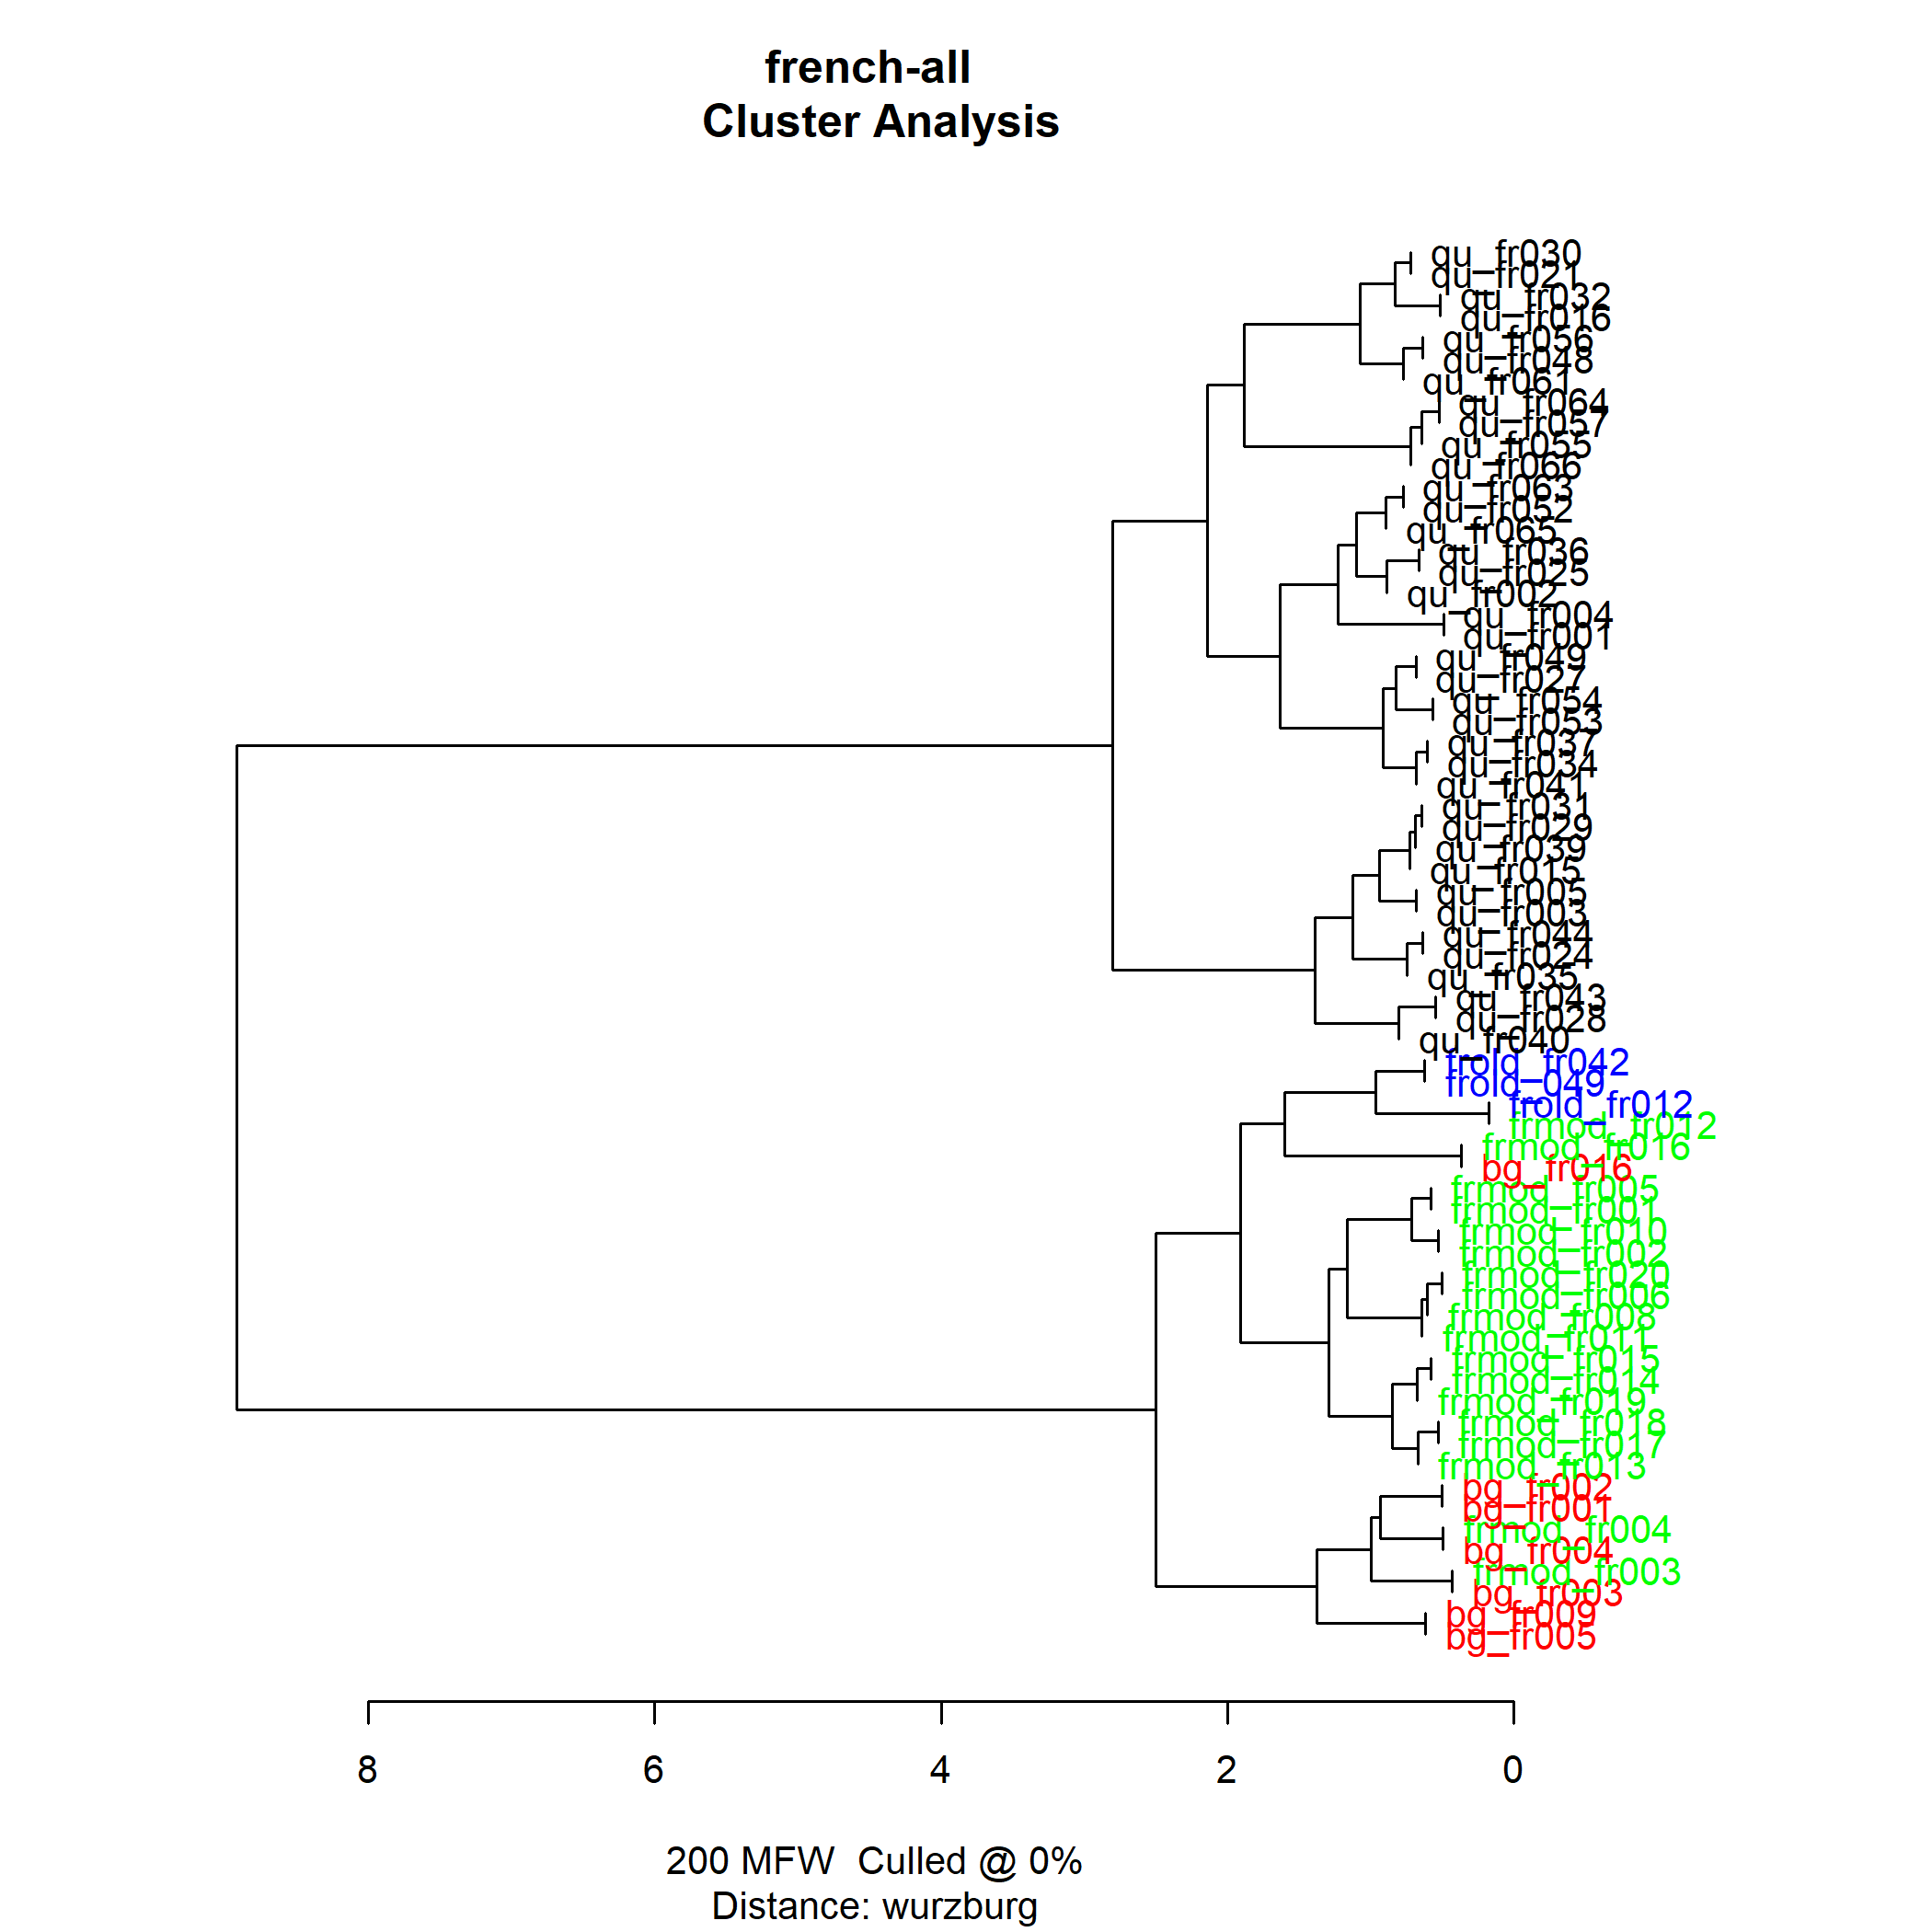 french-all
Cluster Analysis
qu_fr030
qu_fr021
qu_fr032
qu_fr016
qu_fr056
qu_fr048
qu_fr061
qu_fr064
qu_fr057
qu_fr055
qu_fr066
qu_fr063
qu_fr052
qu_fr065
qu_fr036
qu_fr025
qu_fr002
qu_fr004
qu_fr001
qu_fr049
qu_fr027
qu_fr054
qu_fr053
qu_fr037
qu_fr034
qu_fr041
qu_fr031
qu_fr029
qu_fr039
qu_fr015
qu_fr005
qu_fr003
qu_fr044
qu_fr024
qu_fr035
qu_fr043
qu_fr028
qu_fr040
frold_fr042
frold_049
frold_fr012
frmod_fr012
frmod_fr016
bg_fr016
frmod_fr005
frmod_fr001
frmod_fr010
frmod_fr002
frmod_fr020
frmod_fr006
frmod_fr008
frmod_fr011
frmod_fr015
frmod_fr014
frmod_fr019
frmod_fr018
frmod_fr017
frmod_fr013
bg_fr002
bg_fr001
frmod_fr004
bg_fr004
frmod_fr003
bg_fr003
bg_fr009
bg_fr005
8 6 4 2 0
200 MFW  Culled @ 0%
Distance: wurzburg